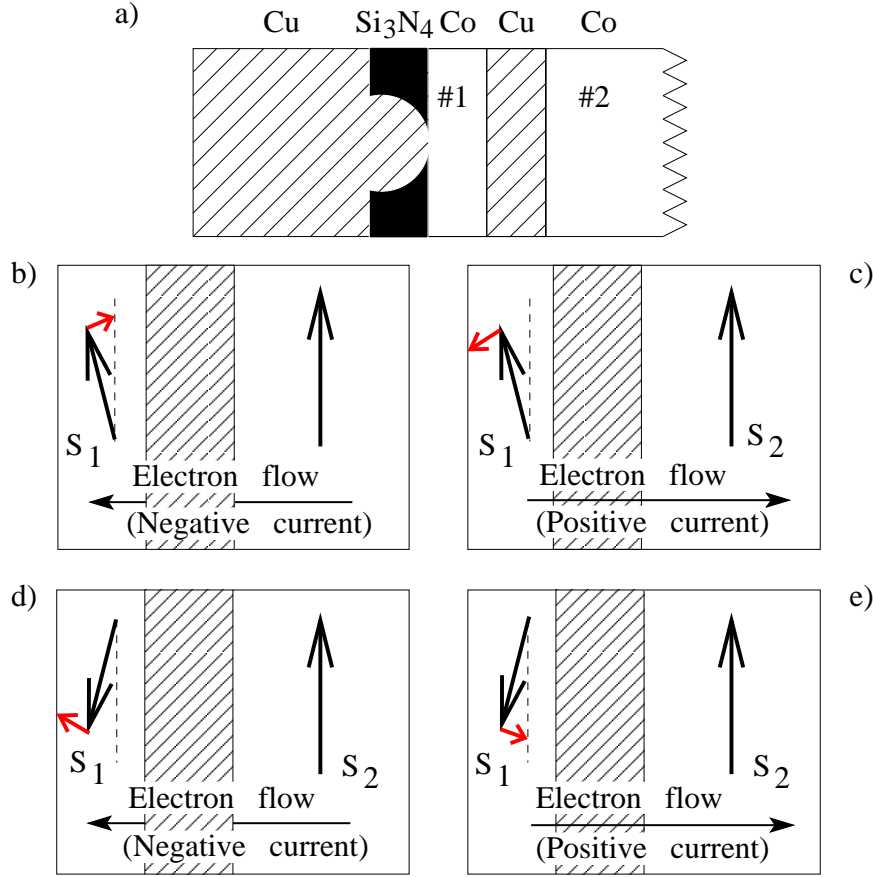 a)
Cu Si3N4 Co Cu Co
#1 #2
b)
S1
Electron flow
(Negative current)
c)
S1 S2
Electron flow
(Positive current)
d)
S1 S2
Electron flow
(Negative current)
e)
S1 S2
Electron flow
(Positive current)